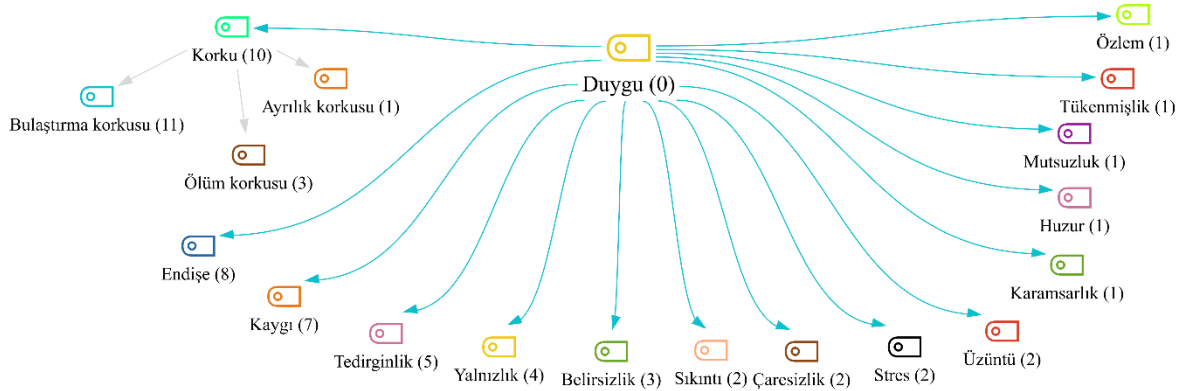 Korku (10)
Ayrılık korkusu (1)
Bulaştırma korkusu (11)
Ölüm korkusu (3)
Duygu (0)
Endişe (8)
Kaygı (7)
Tedirginlik (5)
Yalnızlık (4)
Belirsizlik (3)
Sıkıntı (2)
Çaresizlik (2)
Stres (2)
Üzüntü (2)
Karamsarlık (1)
Huzur (1)
Mutsuzluk (1)
Tükenmişlik (1)
Özlem (1)